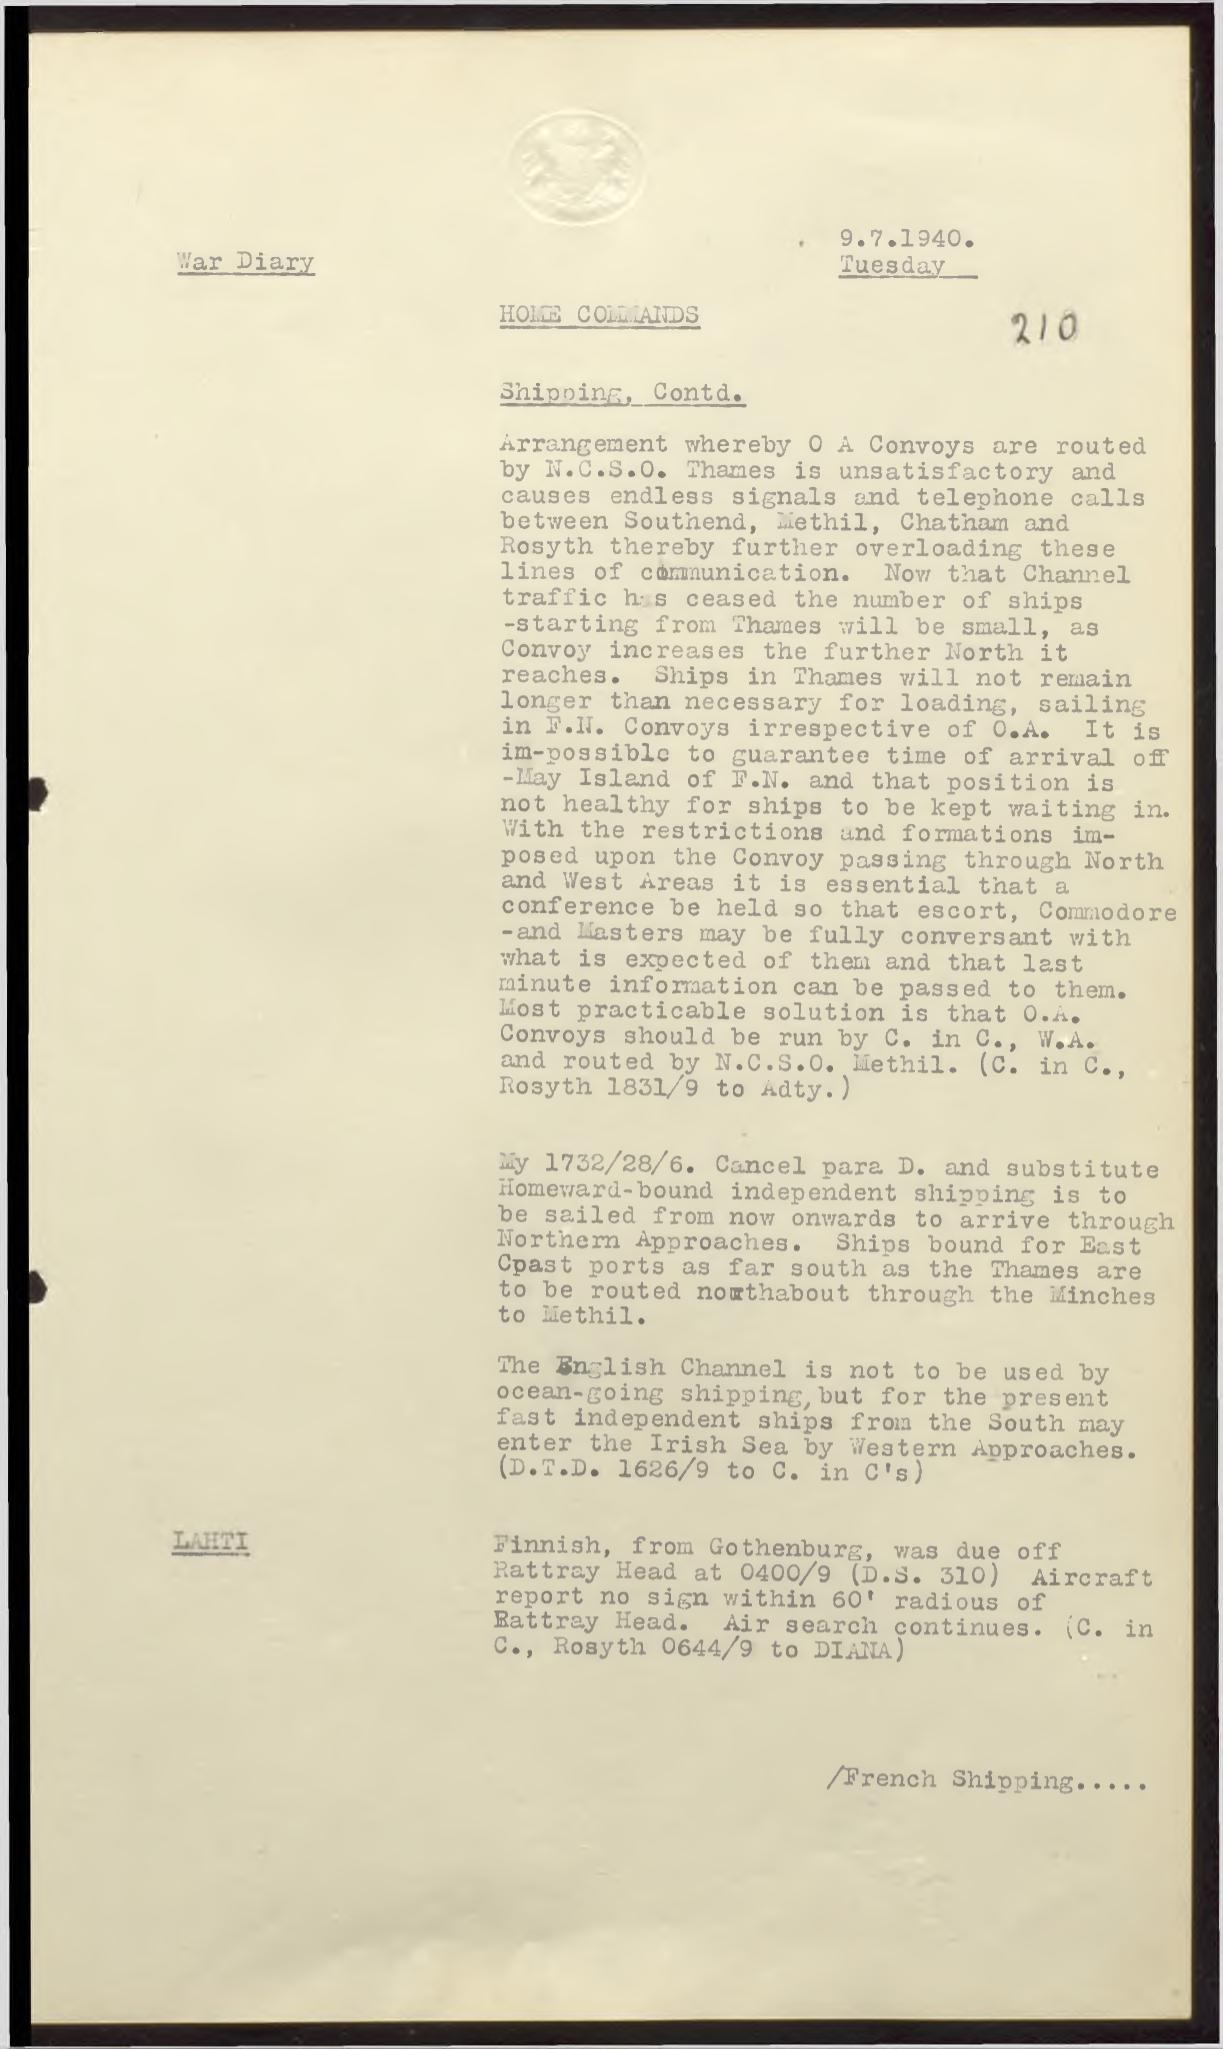 War Diary
9.7.1940.
Tuesday
HOME COMMANDS
210
Shipping, Contd.
Arrangement whereby O A Convoys are routed
by N.C.S.O. Thames is unsatisfactory and
causes endless signals and telephone calls
between Southend, Methil, Chatham and
Rosyth thereby further overloading these
lines of communication. Now that Channel
traffic has ceased the number of ships
-starting from Thames will be small, as
Convoy increases the further North it
reaches. Ships in Thames will not remain
longer than necessary for loading, sailing
in F.N. Convoys irrespective of O.A. It is
im-possible to guarantee time of arrival off
-May Island of F.N. and that position is
not healthy for ships to be kept waiting in.
With the restrictions and formations im-
posed upon the Convoy passing through North
and West Areas it is essential that a
conference be held so that escort, Commodore
-and Masters may be fully conversant with
what is expected of them and that last
minute information can be passed to them.
Most practicable solution is that O.A.
Convoys should be run by C. in C., W.A.
and routed by N.C.S.O. Methil. (C. in C.,
Rosyth 1831/9 to Adty.)
My 1732/28/6. Cancel para D. and substitute
Homeward-bound independent shipping is to
be sailed from now onwards to arrive through
Northern Approaches. Ships bound for East
Cpast ports as far south as the Thames are
to be routed northabout through the Minches
to Methil.
The English Channel is not to be used by
ocean-going shipping, but for the present
fast independent ships from the South may
enter the Irish Sea by Western Approaches.
(D.T.D. 1626/9 to C. in C's)
LAHTI
Finnish, from Gothenburg, was due off
Rattray Head at 0400/9 (D.S. 310) Aircraft
report no sign within 60' radious of
Rattray Head. Air search continues. (C. in
C., Rosyth 0644/9 to DIANA)
/French Shipping.....